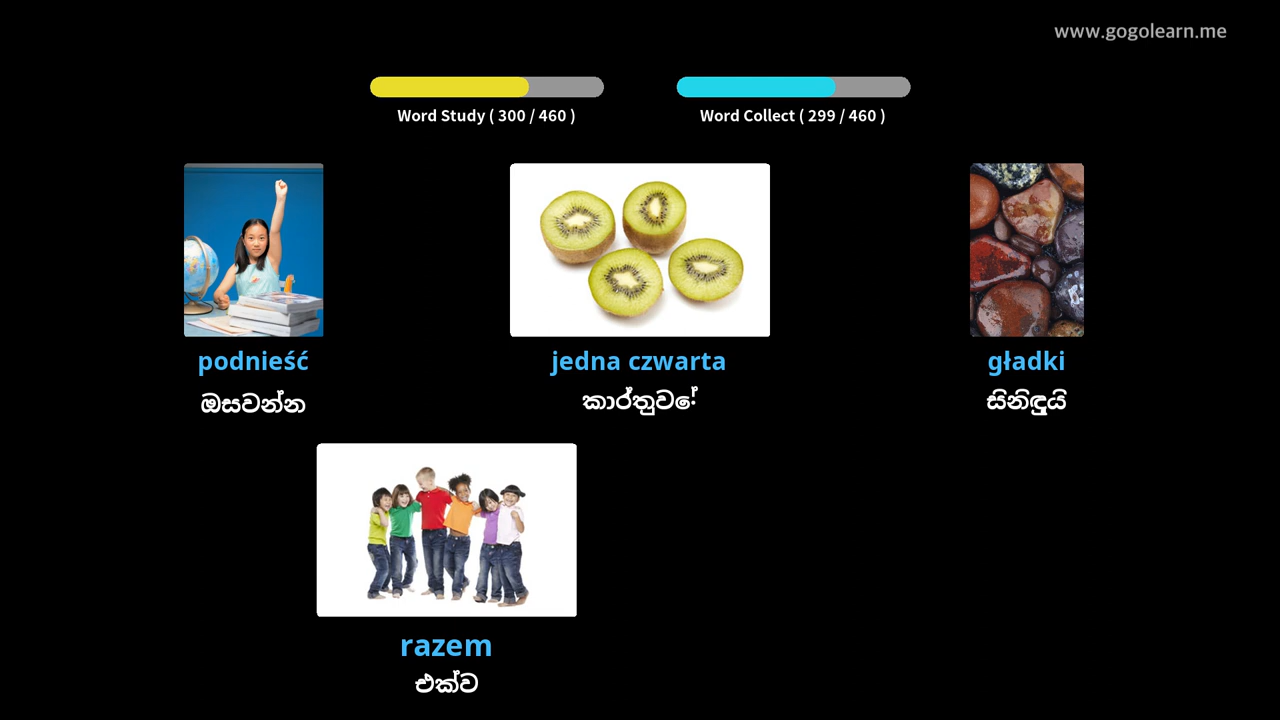 www.gogolearn.me
Word Study ( 300 / 460 )
Word Collect ( 299 / 460 )
podnieść
ඔසවන්න
jedna czwarta
කාර්තුවේ
gładki
සිනිඳුයි
razem
එක්ව